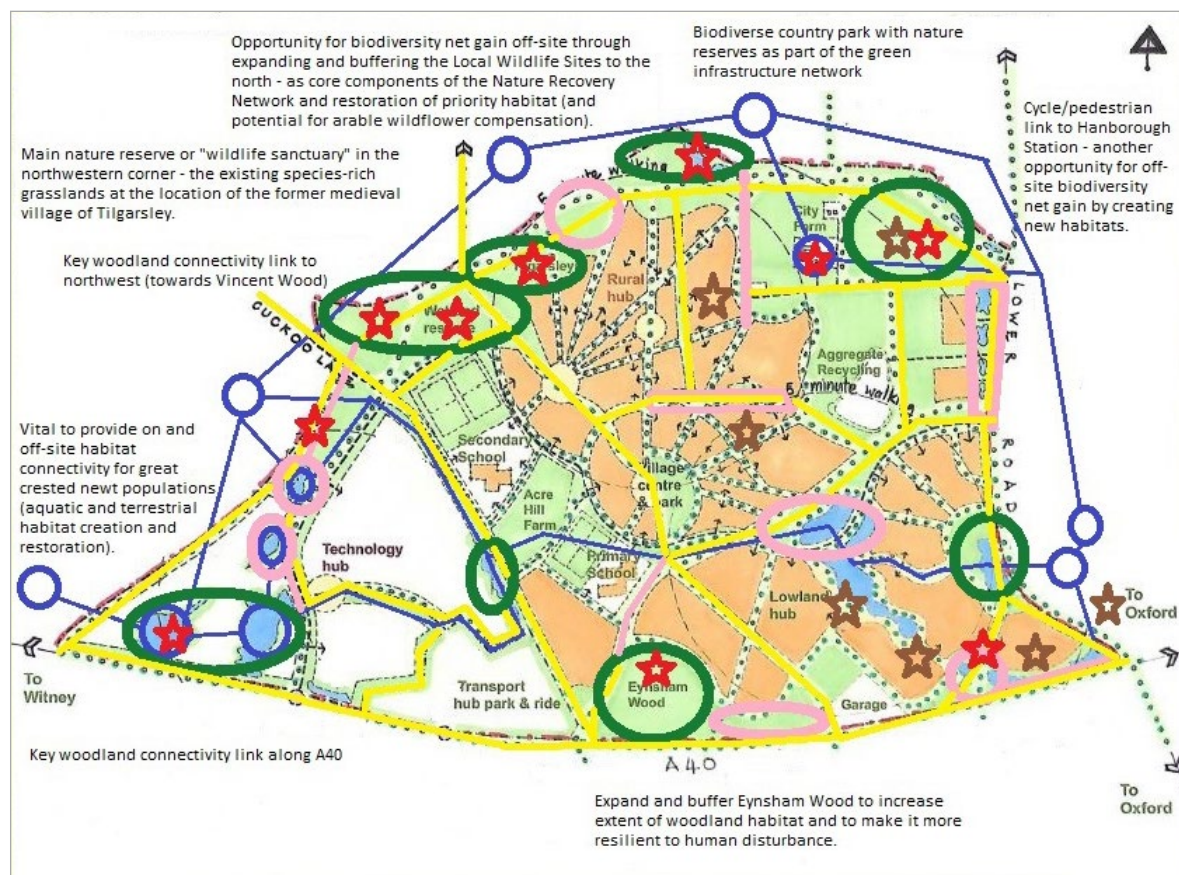 Opportunity for biodiversity net gain off-site through
expanding and buffering the Local Wildlife Sites to the
north - as core components of the Nature Recovery
Network and restoration of priority habitat (and
potential for arable wildflower compensation).
Biodiverse country park with nature
reserves as part of the green
infrastructure network
Cycle/pedestrian
link to Hanborough
Station - another
opportunity for off-
site biodiversity
net gain by creating
new habitats.
Main nature reserve or "wildlife sanctuary" in the
northwestern corner - the existing species-rich
grasslands at the location of the former medieval
village of Tilgarsley.
Key woodland connectivity link to
northwest (towards Vincent Wood)
Vital to provide on and
off-site habitat
connectivity for great
crested newt populations
(aquatic and terrestrial
habitat creation and
restoration).
5 minute walking
City
Farm
Rural
hub
CUCKOO
LOWER
ROAD
Aggregate
Recycling
5 minute walking
Secondary
School
Village
centre
& park
Acre
Hill
Farm
Technology
hub
Primary
School
Lowland
hub
To
Oxford
To
Witney
Transport
hub park & ride
Eynsham
Wood
Garage
A40
To
Oxford
Key woodland connectivity link along A40
Expand and buffer Eynsham Wood to increase
extent of woodland habitat and to make it more
resilient to human disturbance.